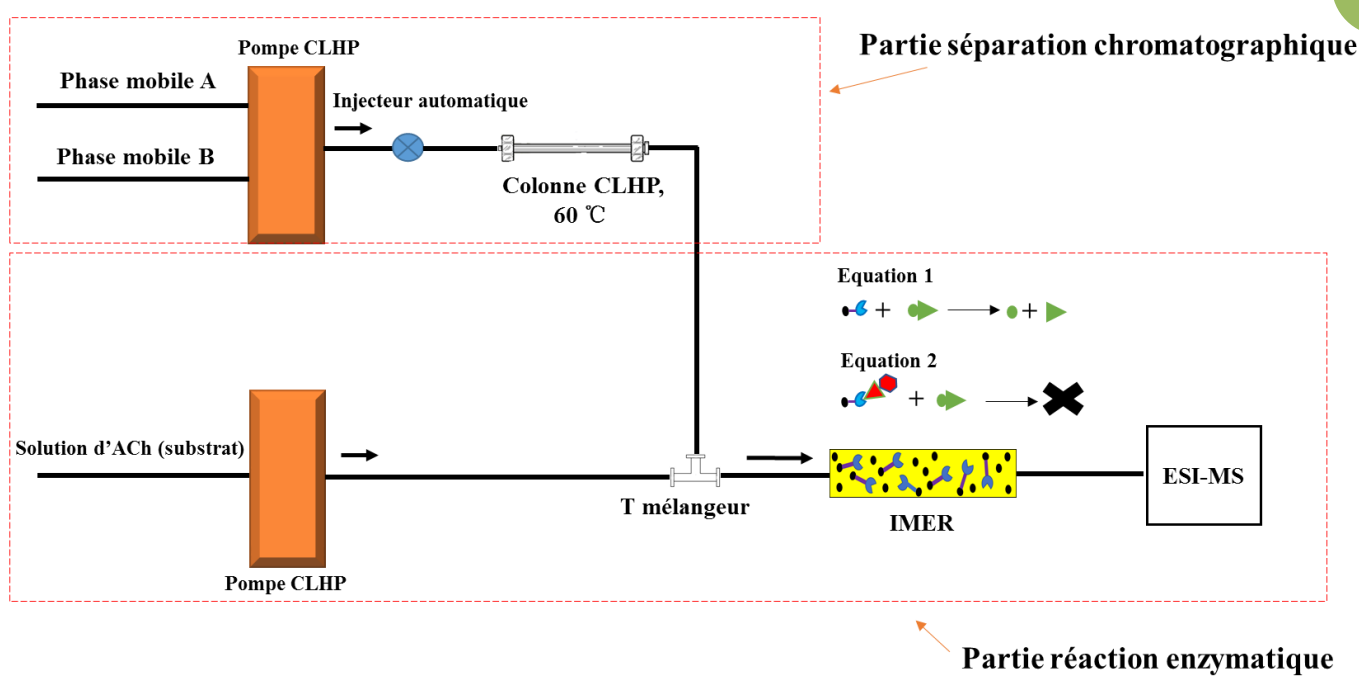 Pompe CLHP
Partie séparation chromatographique
Phase mobile A
Injecteur automatique
Phase mobile B
Colonne CLHP,
60 ℃
Equation 1
+
+
Equation 2
+
Solution d’ACh (substrat)
ESI-MS
T mélangeur
IMER
Pompe CLHP
Partie réaction enzymatique